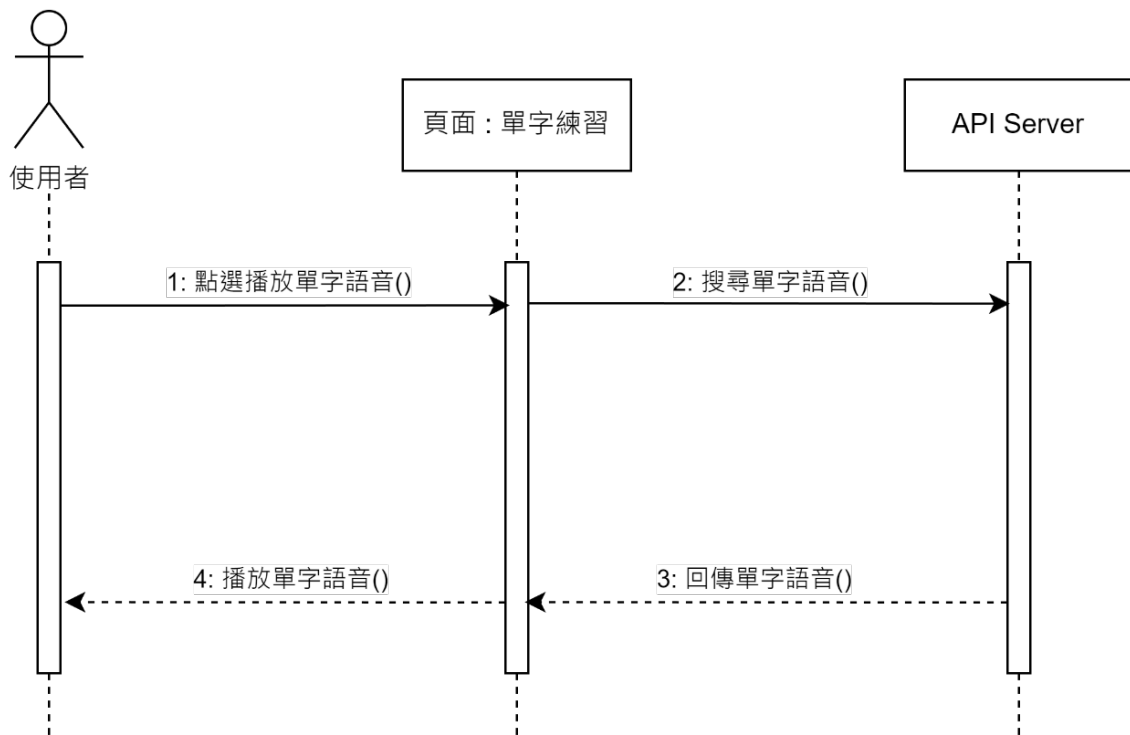 使用者
頁面 : 單字練習
API Server
1: 點選播放單字語音()
2: 搜尋單字語音()
4: 播放單字語音()
3: 回傳單字語音()